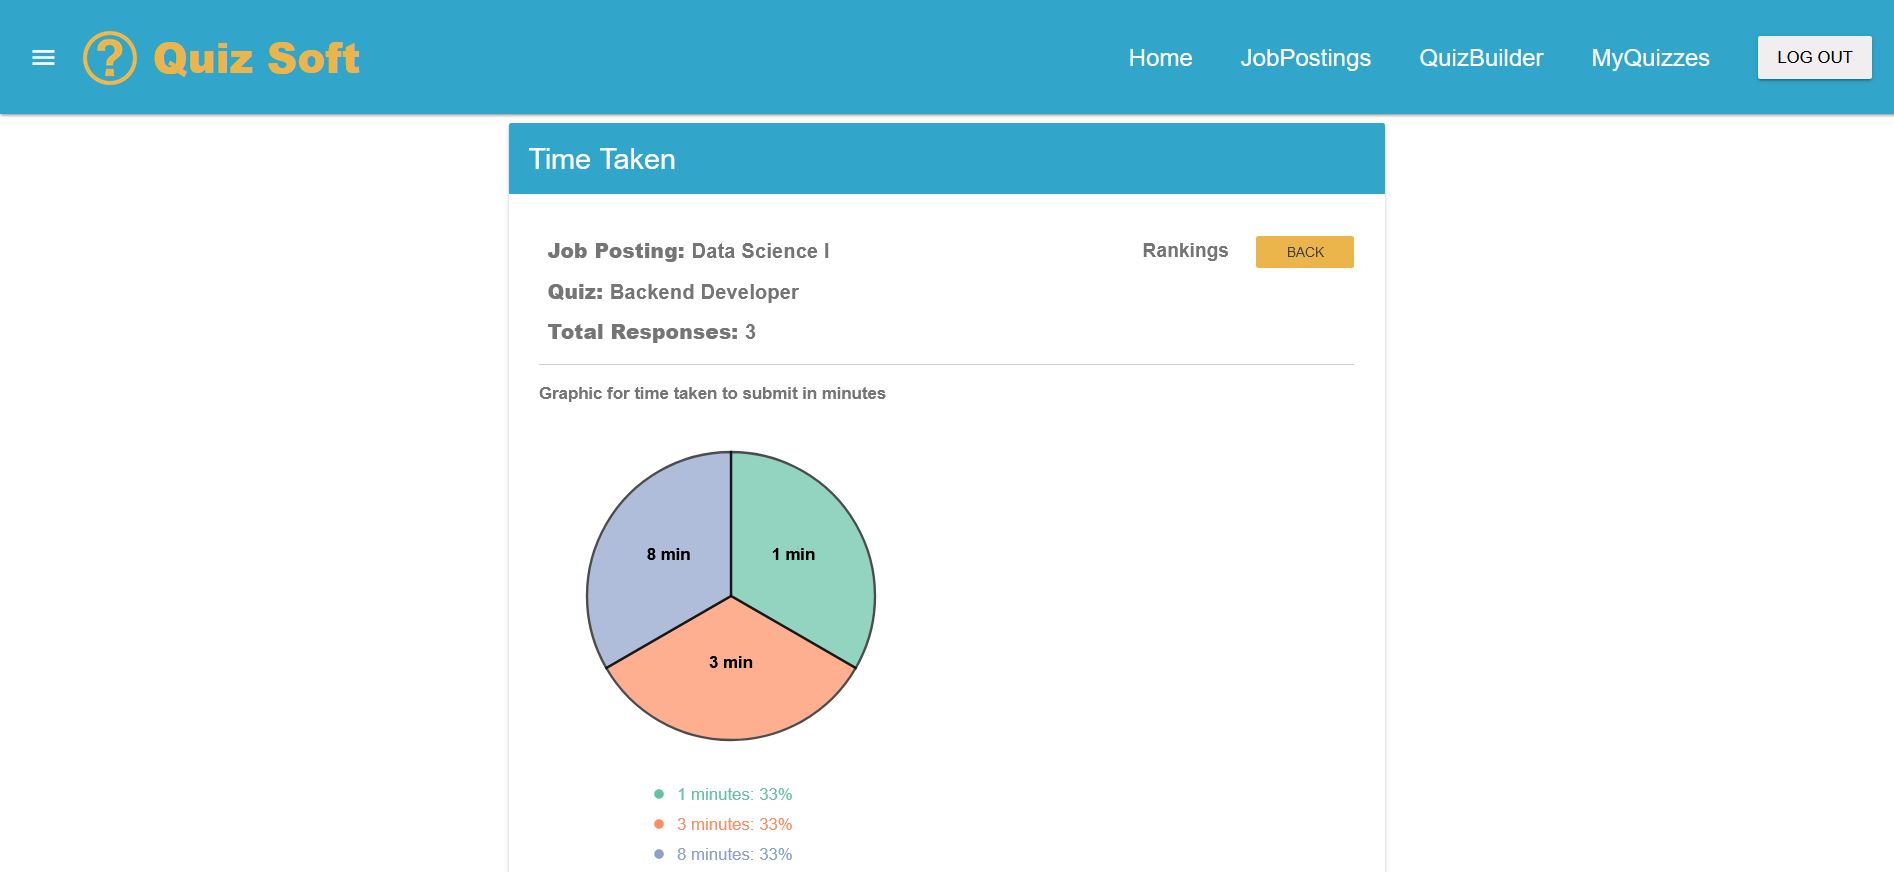 ? Quiz Soft
Home JobPostings QuizBuilder MyQuizzes LOG OUT
Time Taken
Job Posting: Data Science I
Rankings BACK
Quiz: Backend Developer
Total Responses: 3
Graphic for time taken to submit in minutes
8 min 1 min
3 min
1 minutes: 33%
3 minutes: 33%
8 minutes: 33%